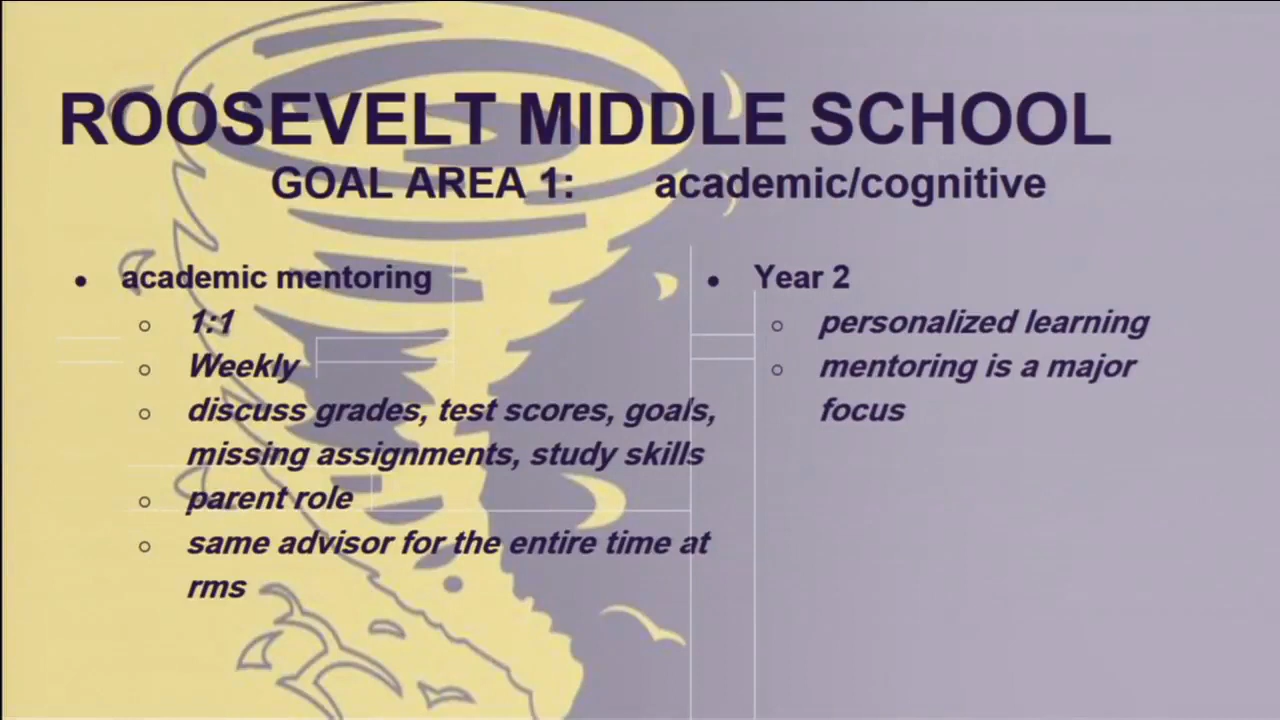 ROOSEVELT MIDDLE SCHOOL
GOAL AREA 1: academic/cognitive
• academic mentoring
○ 1:1
○ Weekly
○ discuss grades, test scores, goals,
missing assignments, study skills
○ parent role
○ same advisor for the entire time at
rms
• Year 2
○ personalized learning
○ mentoring is a major
focus